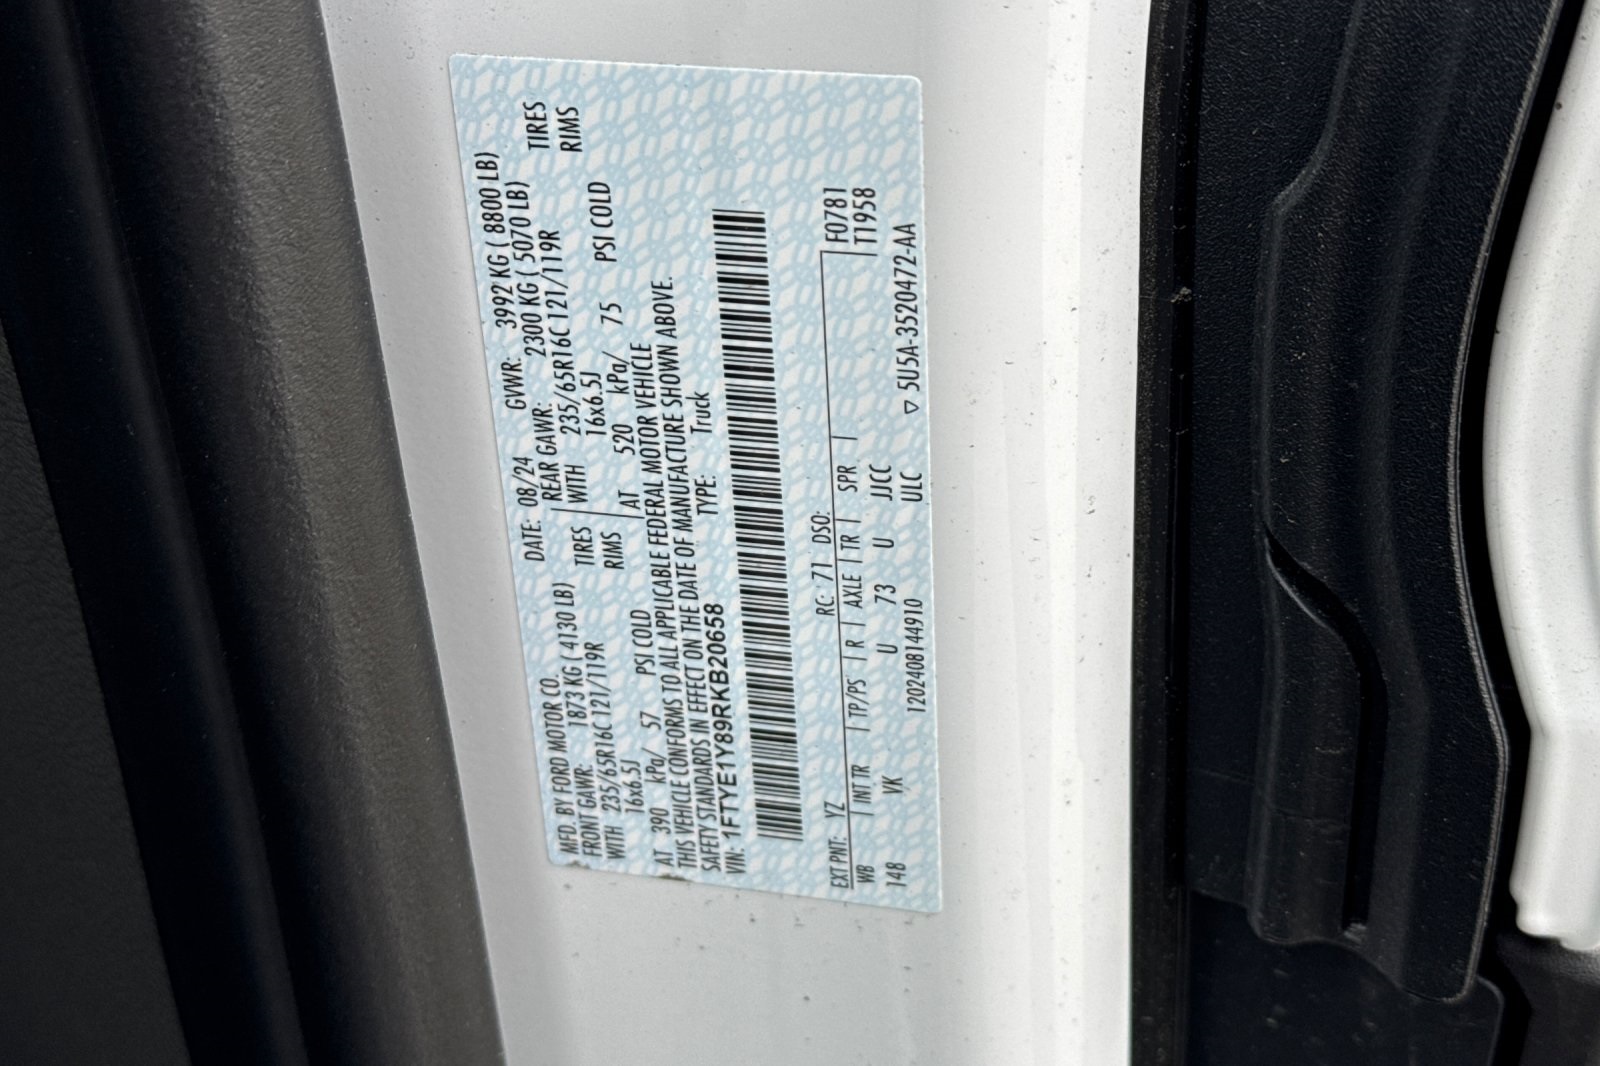 MFD. BY FORD MOTOR CO. DATE: 08/24 GVWR: 3992 KG ( 8800 LB)
FRONT GAWR: 1873 KG ( 4130 LB) REAR GAWR: 2300 KG ( 5070 LB)
WITH 235/65R16C 121/119R TIRES WITH 235/65R16C 121/119R TIRES
16x6.5J RIMS 16x6.5J RIMS
AT 390 kPa/ 57 PSI COLD AT 520 kPa/ 75 PSI COLD
THIS VEHICLE CONFORMS TO ALL APPLICABLE FEDERAL MOTOR VEHICLE
SAFETY STANDARDS IN EFFECT ON THE DATE OF MANUFACTURE SHOWN ABOVE.
VIN: 1FTYE1Y89RKB20658 TYPE: Truck
EXT PNT: YZ RC: 71 DSO: F0781
WB | INT TR | TP/PS | R | AXLE | TR | SPR | T1958
148 VK U 73 U JJCC
1202408144910 ULC ▽ 5U5A-3520472-AA